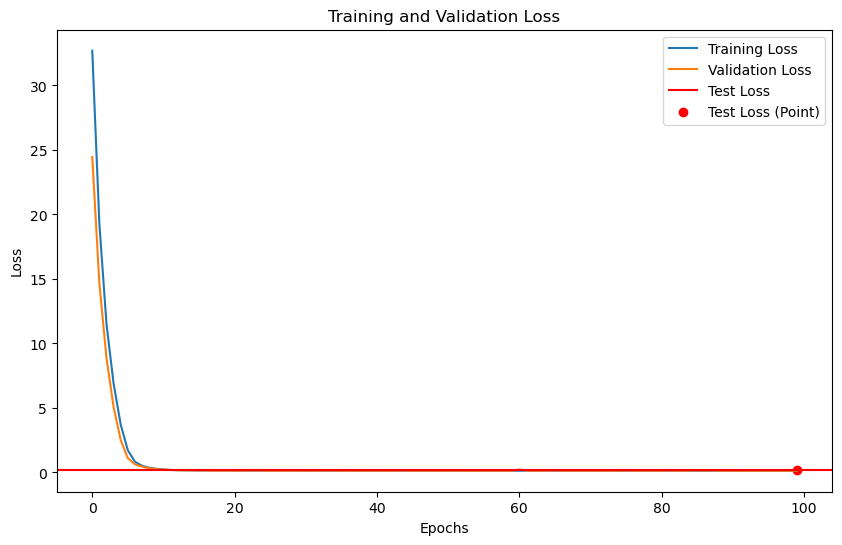 Training and Validation Loss
Training Loss
Validation Loss
Test Loss
Test Loss (Point)
Loss
30
25
20
15
10
5
0
0 20 40 60 80 100
Epochs